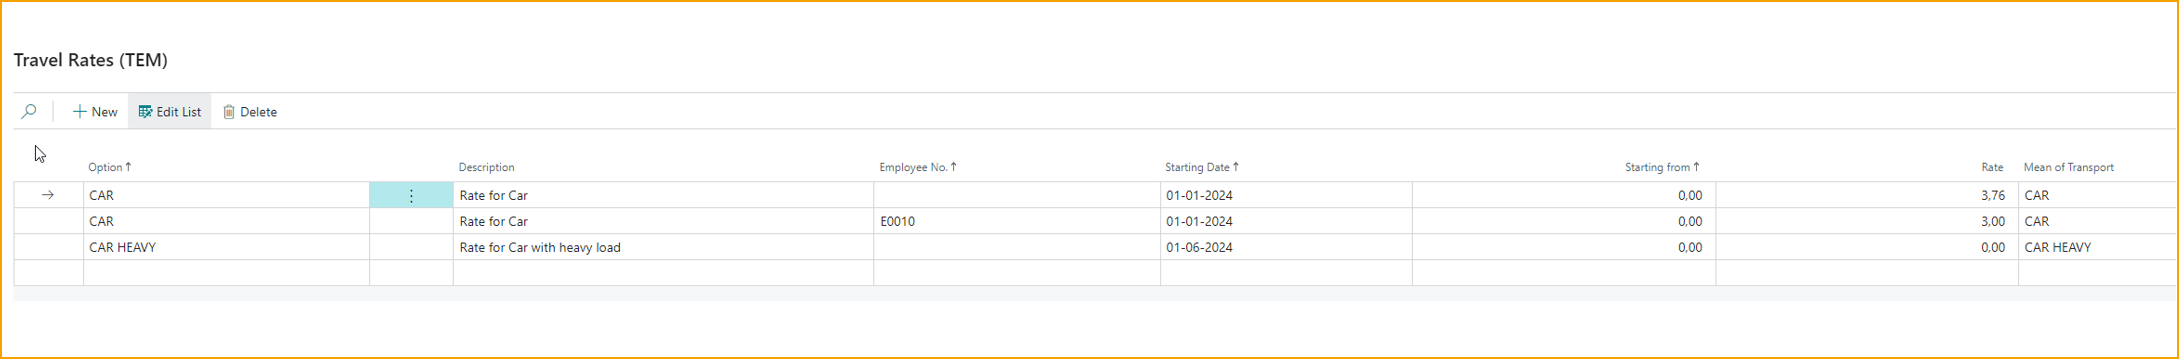 Travel Rates (TEM)
New Edit List Delete
Option ↑ Description Employee No. ↑ Starting Date ↑ Starting from ↑ Rate Mean of Transport
CAR Rate for Car 01-01-2024 0,00 3,76 CAR
CAR Rate for Car E0010 01-01-2024 0,00 3,00 CAR
CAR HEAVY Rate for Car with heavy load 01-06-2024 0,00 0,00 CAR HEAVY